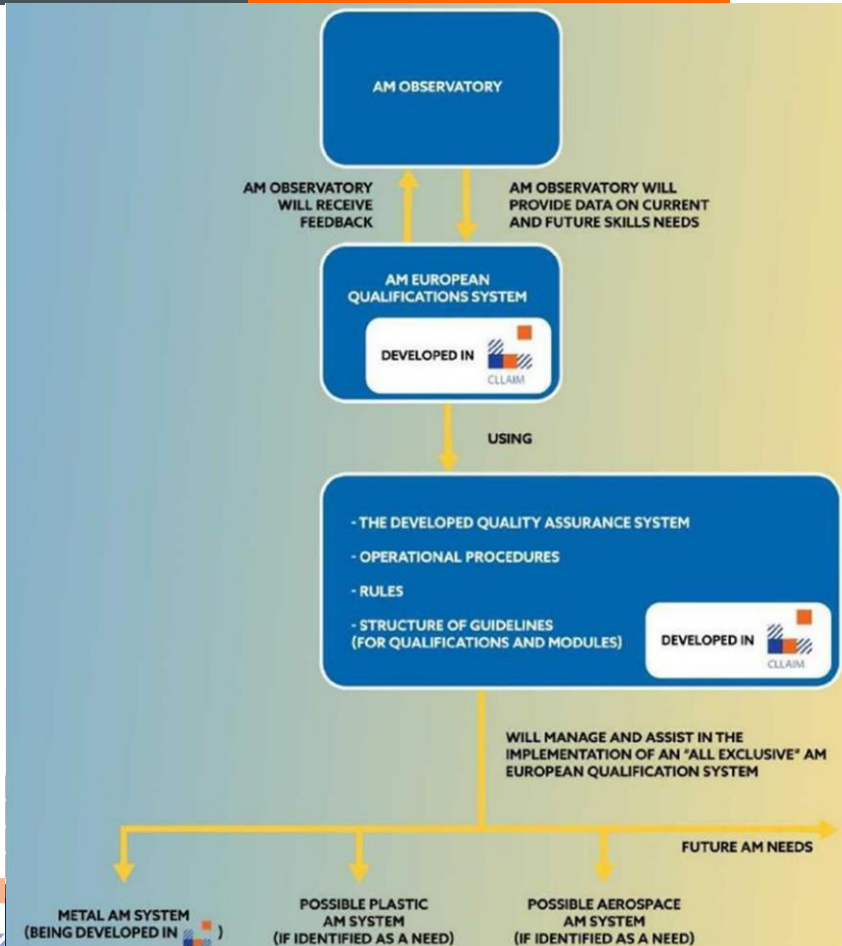 AM OBSERVATORY
AM OBSERVATORY
WILL RECEIVE
FEEDBACK
AM OBSERVATORY WILL
PROVIDE DATA ON CURRENT
AND FUTURE SKILLS NEEDS
AM EUROPEAN
QUALIFICATIONS SYSTEM
DEVELOPED IN
CLLAIM
USING
- THE DEVELOPED QUALITY ASSURANCE SYSTEM
- OPERATIONAL PROCEDURES
- RULES
- STRUCTURE OF GUIDELINES
(FOR QUALIFICATIONS AND MODULES)
DEVELOPED IN
CLLAIM
WILL MANAGE AND ASSIST IN THE
IMPLEMENTATION OF AN "ALL EXCLUSIVE" AM
EUROPEAN QUALIFICATION SYSTEM
FUTURE AM NEEDS
METAL AM SYSTEM
(BEING DEVELOPED IN )
POSSIBLE PLASTIC
AM SYSTEM
(IF IDENTIFIED AS A NEED)
POSSIBLE AEROSPACE
AM SYSTEM
(IF IDENTIFIED AS A NEED)